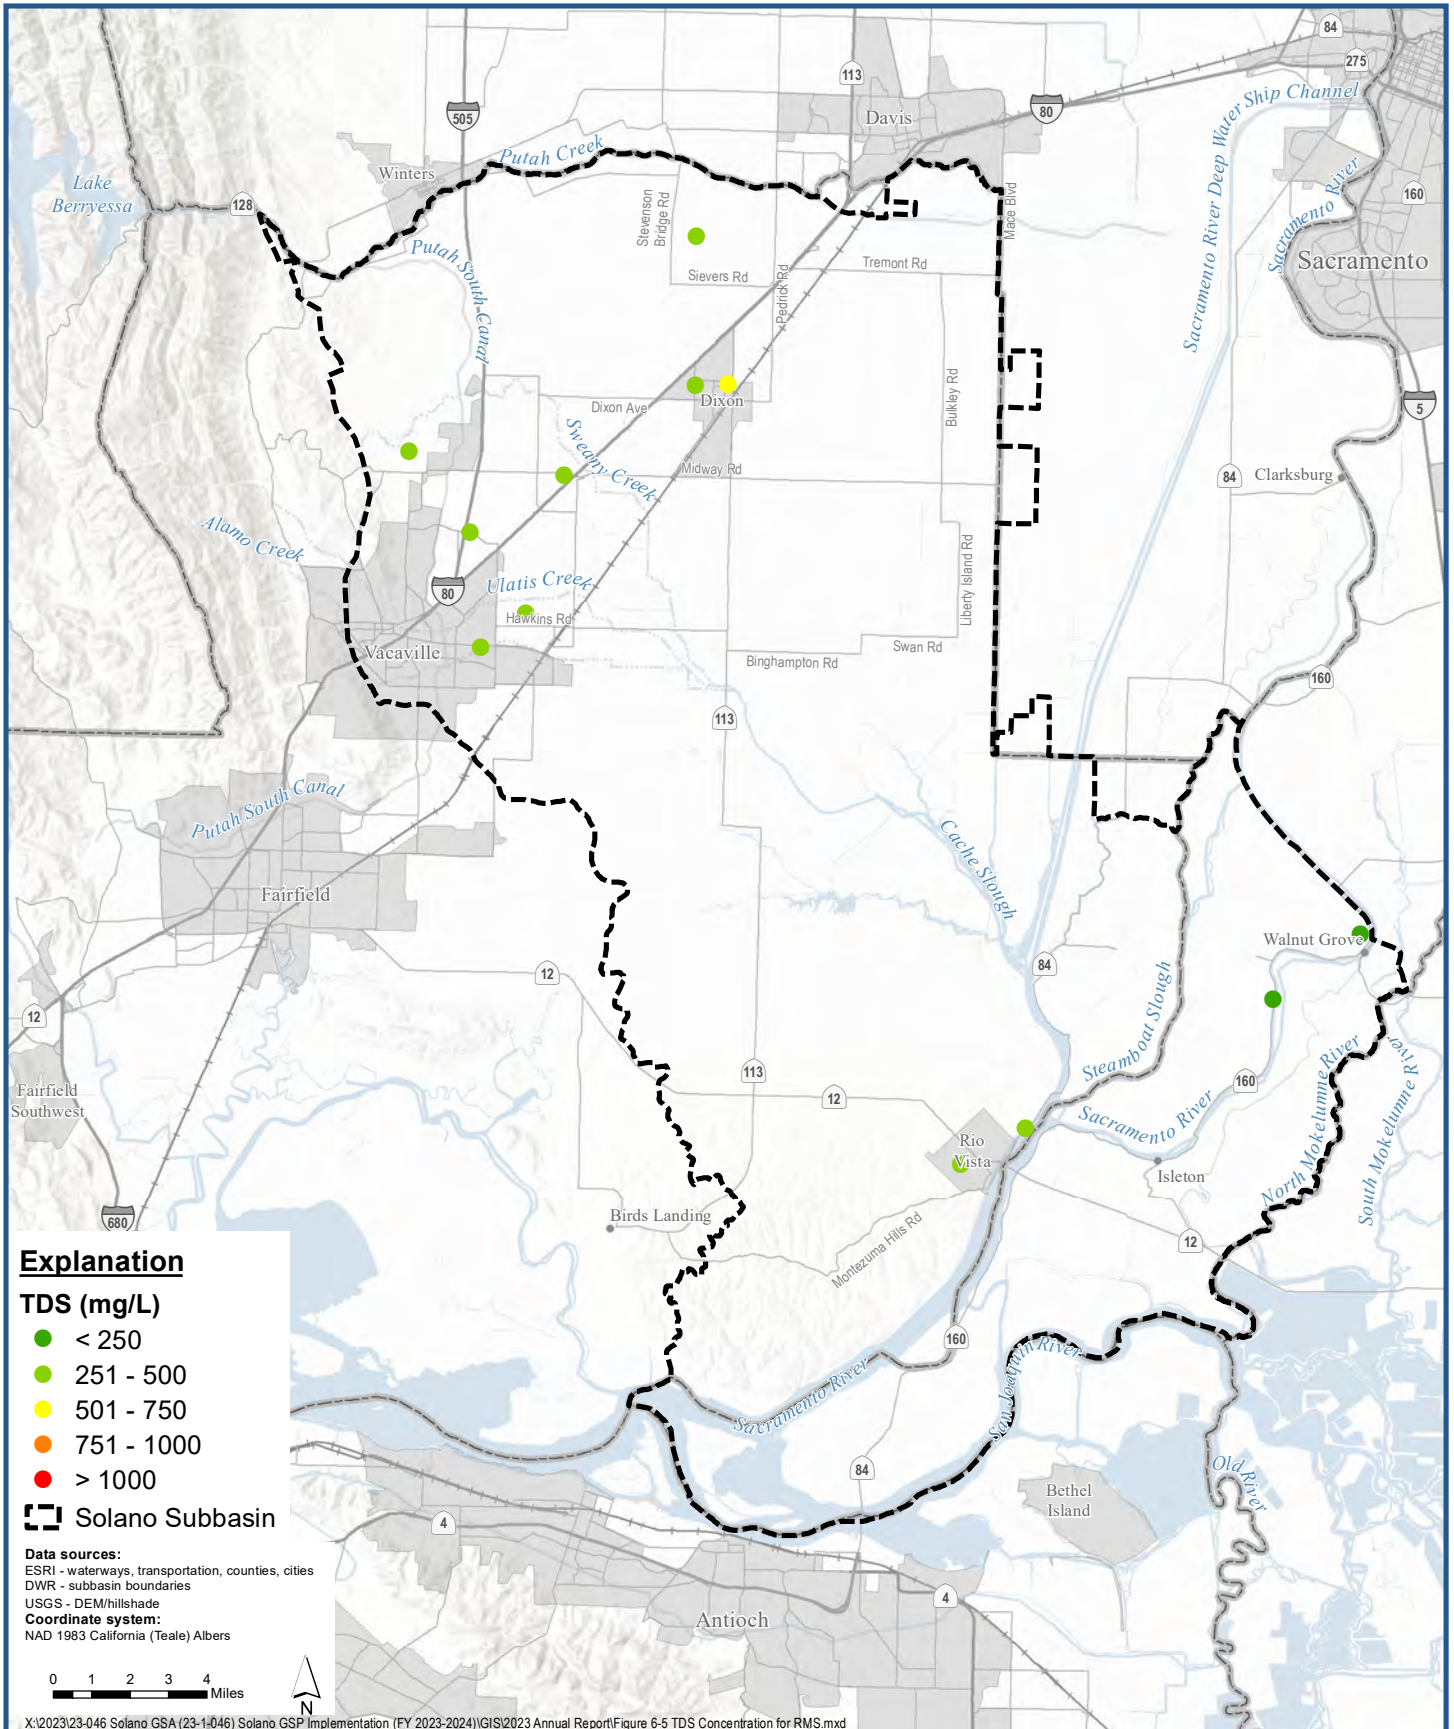 84
275
113
Davis
80
505
Sacramento River Deep Water Ship Channel
Putah Creek
Winters
Lake
Berryessa
128
Stevenson
Bridge Rd
Mace Blvd
160
Sacramento River
Sacramento
Putah South Canal
Sievers Rd
Pedrick Rd
Tremont Rd
Dixon Ave
Dixon
Bulkley Rd
5
Sweany Creek
Midway Rd
84
Clarksburg
Alamo Creek
80
Ulatis Creek
Hawkins Rd
Liberty Island Rd
Vacaville
Binghampton Rd
Swan Rd
160
113
Putah South Canal
Cache Slough
Fairfield
Walnut Grove
12
84
12
Steamboat Slough
Fairfield
Southwest
113
12
160
North Mokelumne River
South Mokelumne River
Sacramento River
Rio
Vista
Isleton
680
Birds Landing
Montezuma Hills Rd
12
160
San Joaquin River
Sacramento River
84
Bethel
Island
Old River
4
4
Antioch
Explanation
TDS (mg/L)
< 250
251 - 500
501 - 750
751 - 1000
> 1000
Solano Subbasin
Data sources:
ESRI - waterways, transportation, counties, cities
DWR - subbasin boundaries
USGS - DEM/hillshade
Coordinate system:
NAD 1983 California (Teale) Albers
0 1 2 3 4
Miles
N
X:\2023\23-046 Solano GSA (23-1-046) Solano GSP Implementation (FY 2023-2024)\GIS\2023 Annual Report\Figure 6-5 TDS Concentration for RMS.mxd